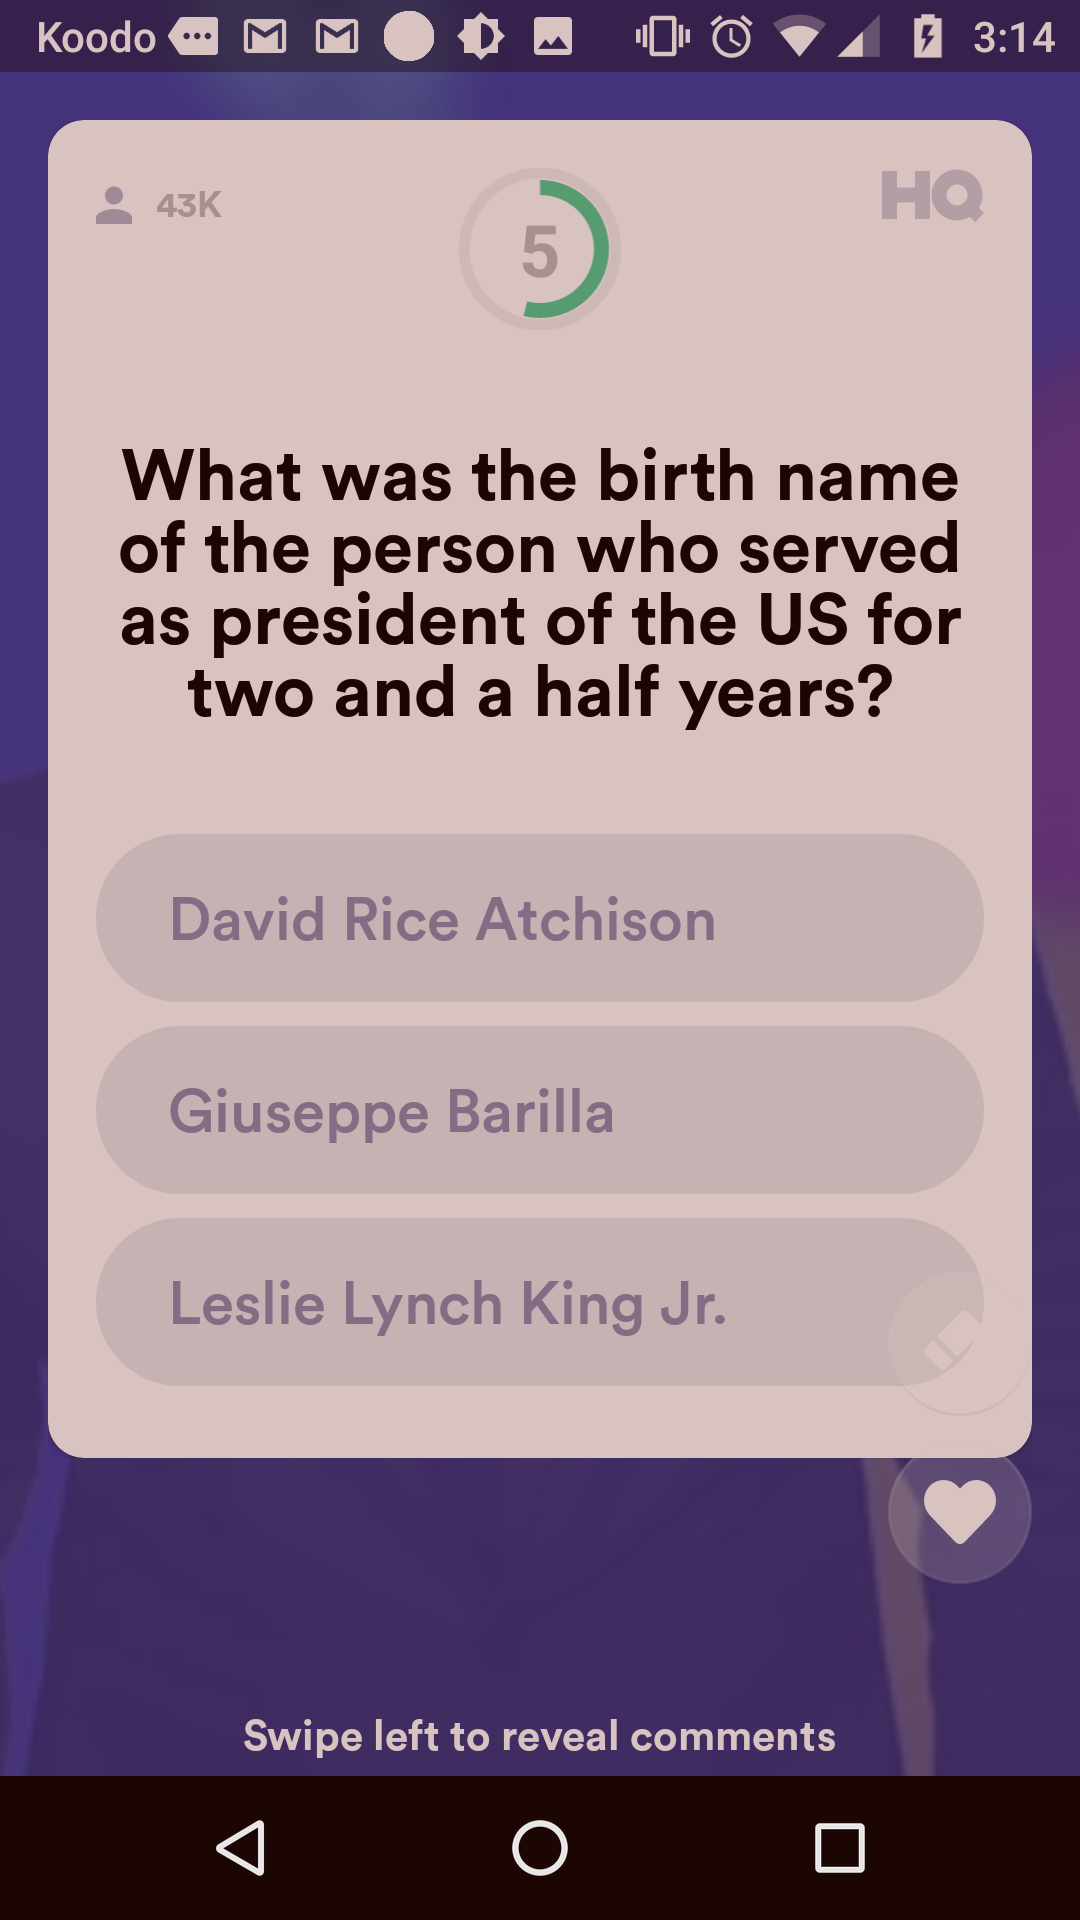 Koodo 3:14
43K
5
HQ
What was the birth name
of the person who served
as president of the US for
two and a half years?
David Rice Atchison
Giuseppe Barilla
Leslie Lynch King Jr.
Swipe left to reveal comments